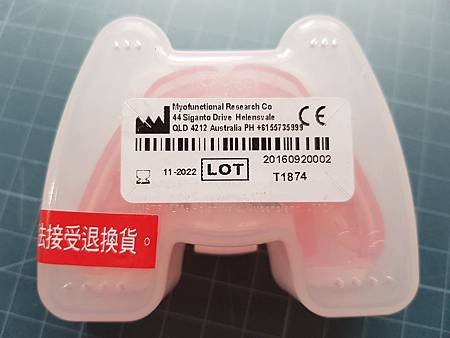 Myofunctional Research Co
44 Siganto Drive Helensvale
QLD 4212 Australia PH +6155735999
CE
20160920002
11-2022 LOT T1874
法接受退換貨。